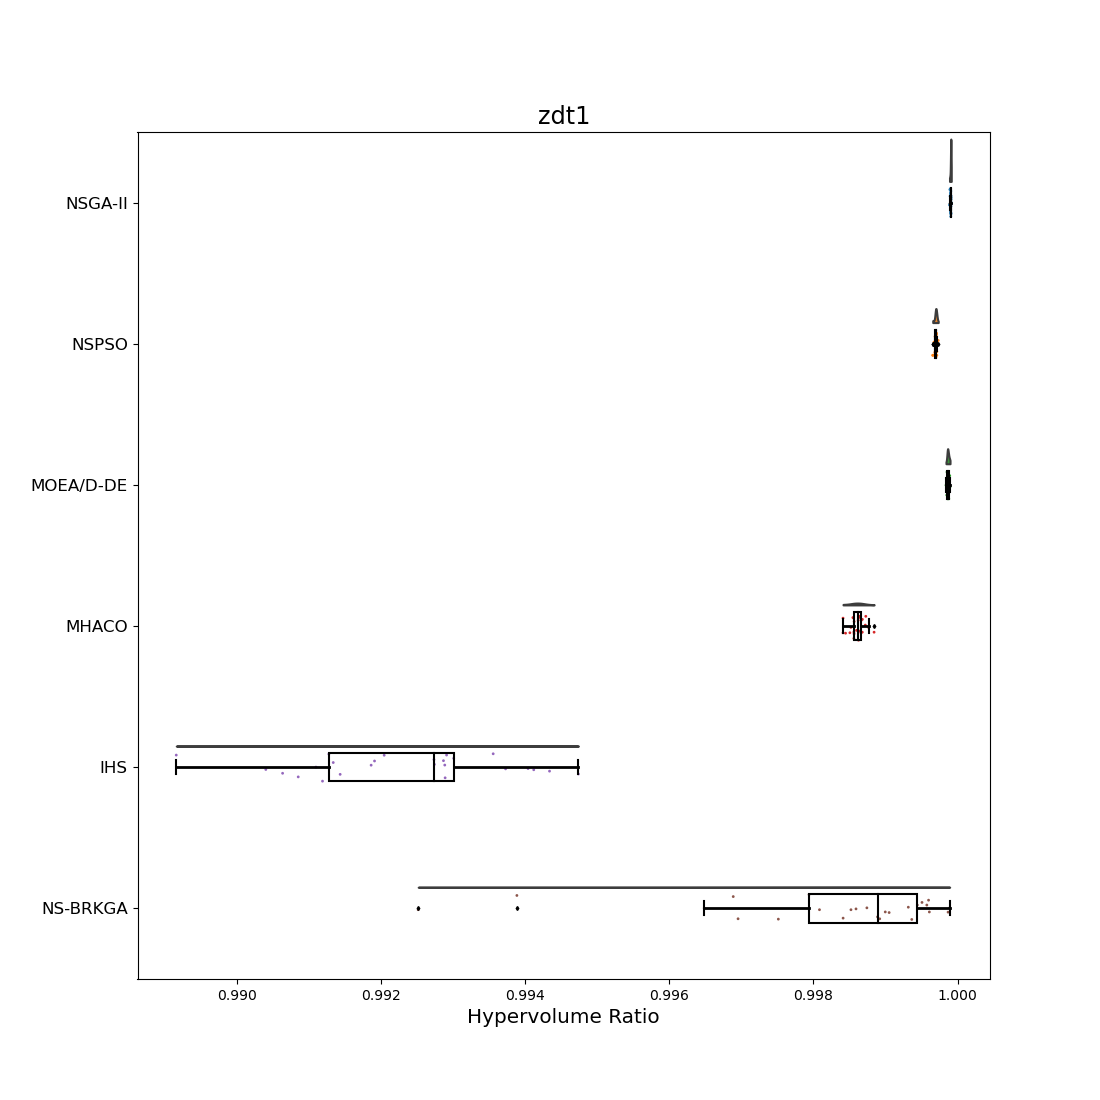 zdt1
NSGA-II
NSPSO
MOEA/D-DE
MHACO
IHS
NS-BRKGA
0.990 0.992 0.994 0.996 0.998 1.000
Hypervolume Ratio